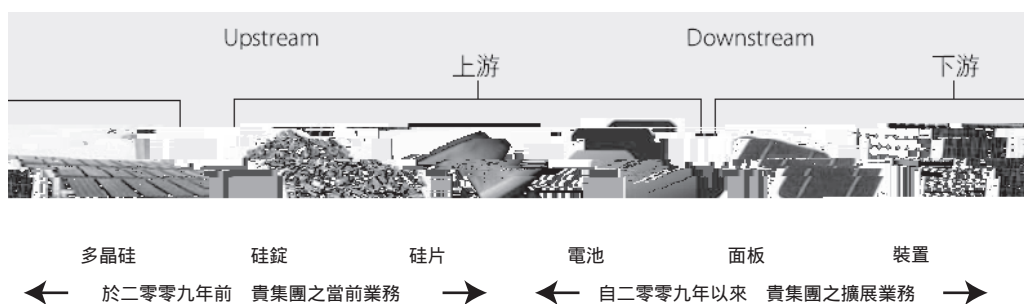 Upstream
Downstream
上游
下游
多晶硅
硅錠
硅片
電池
面板
裝置
於二零零九年前 貴集團之當前業務
自二零零九年以來 貴集團之擴展業務